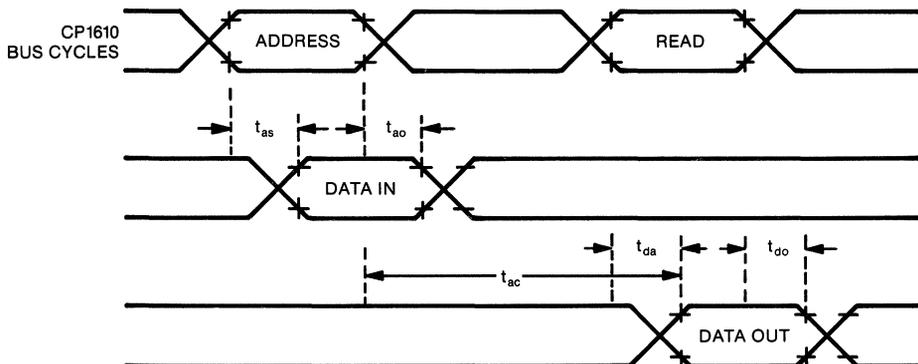 CP1610
BUS CYCLES
ADDRESS
READ
tas
tao
DATA IN
tda
tdo
tac
DATA OUT